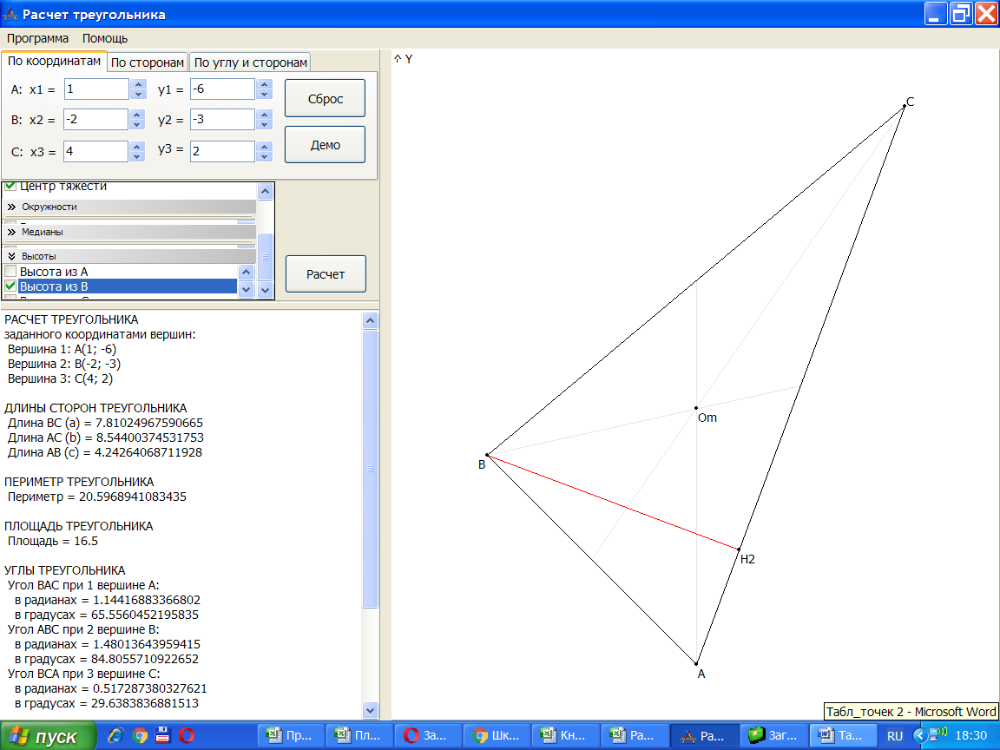 Расчет треугольника
Программа Помощь
По координатам По сторонам По углу и сторонам
A: x1 = 1 y1 = -6 Сброс
B: x2 = -2 y2 = -3
C: x3 = 4 y3 = 2 Демо
Центр тяжести
Окружности
Медианы
Высоты
Высота из A
Высота из B
Расчет
РАСЧЕТ ТРЕУГОЛЬНИКА
заданного координатами вершин:
Вершина 1: A(1; -6)
Вершина 2: B(-2; -3)
Вершина 3: C(4; 2)
ДЛИНЫ СТОРОН ТРЕУГОЛЬНИКА
Длина BC (a) = 7.81024967590665
Длина AC (b) = 8.54400374531753
Длина AB (c) = 4.24264068711928
ПЕРИМЕТР ТРЕУГОЛЬНИКА
Периметр = 20.5968941083435
ПЛОЩАДЬ ТРЕУГОЛЬНИКА
Площадь = 16.5
УГЛЫ ТРЕУГОЛЬНИКА
Угол BAC при 1 вершине A:
в радианах = 1.14416883366802
в градусах = 65.5560452195835
Угол ABC при 2 вершине B:
в радианах = 1.48013643959415
в градусах = 84.8055710922652
Угол BCA при 3 вершине C:
в радианах = 0.517287380327621
в градусах = 29.6383836881513
Y
C
Om
B
H2
A
Табл_точек 2 - Microsoft Word
пуск Пр... Пл... За... Шк... Кн... Ра... Ра... Заг... Та... RU 18:30